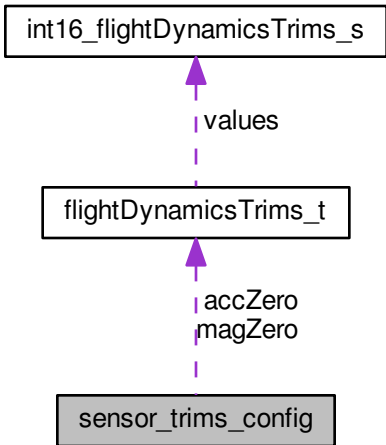 int16_flightDynamicsTrims_s
values
flightDynamicsTrims_t
accZero
magZero
sensor_trims_config